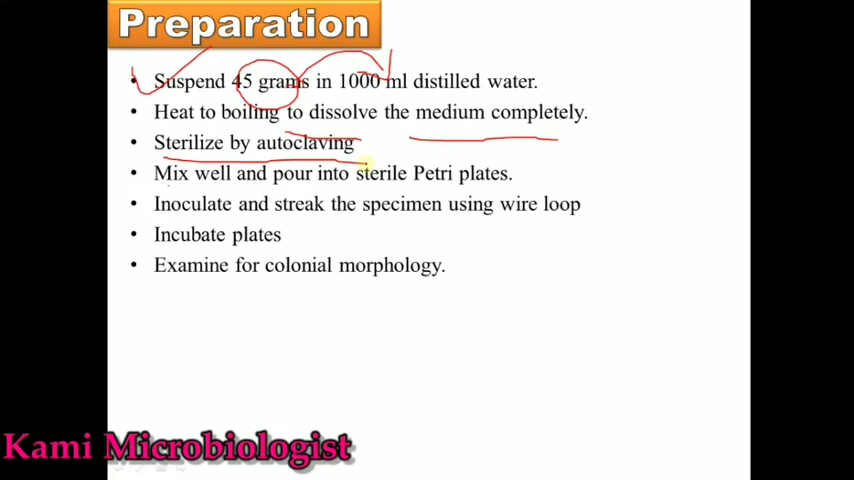 Preparation
• Suspend 45 grams in 1000 ml distilled water.
• Heat to boiling to dissolve the medium completely.
• Sterilize by autoclaving
• Mix well and pour into sterile Petri plates.
• Inoculate and streak the specimen using wire loop
• Incubate plates
• Examine for colonial morphology.
Kami Microbiologist